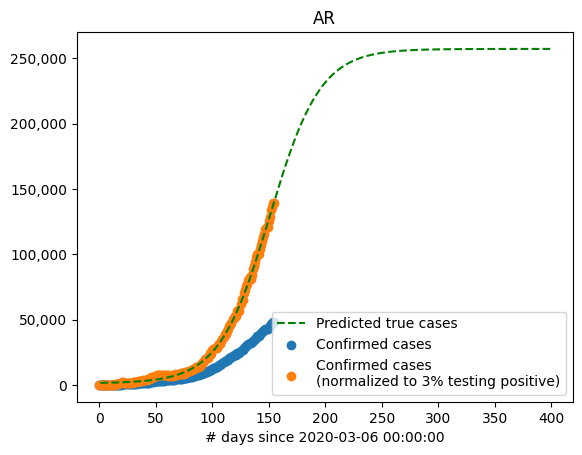 AR
250,000
200,000
150,000
100,000
50,000
0
Predicted true cases
Confirmed cases
Confirmed cases
(normalized to 3% testing positive)
0 50 100 150 200 250 300 350 400
# days since 2020-03-06 00:00:00